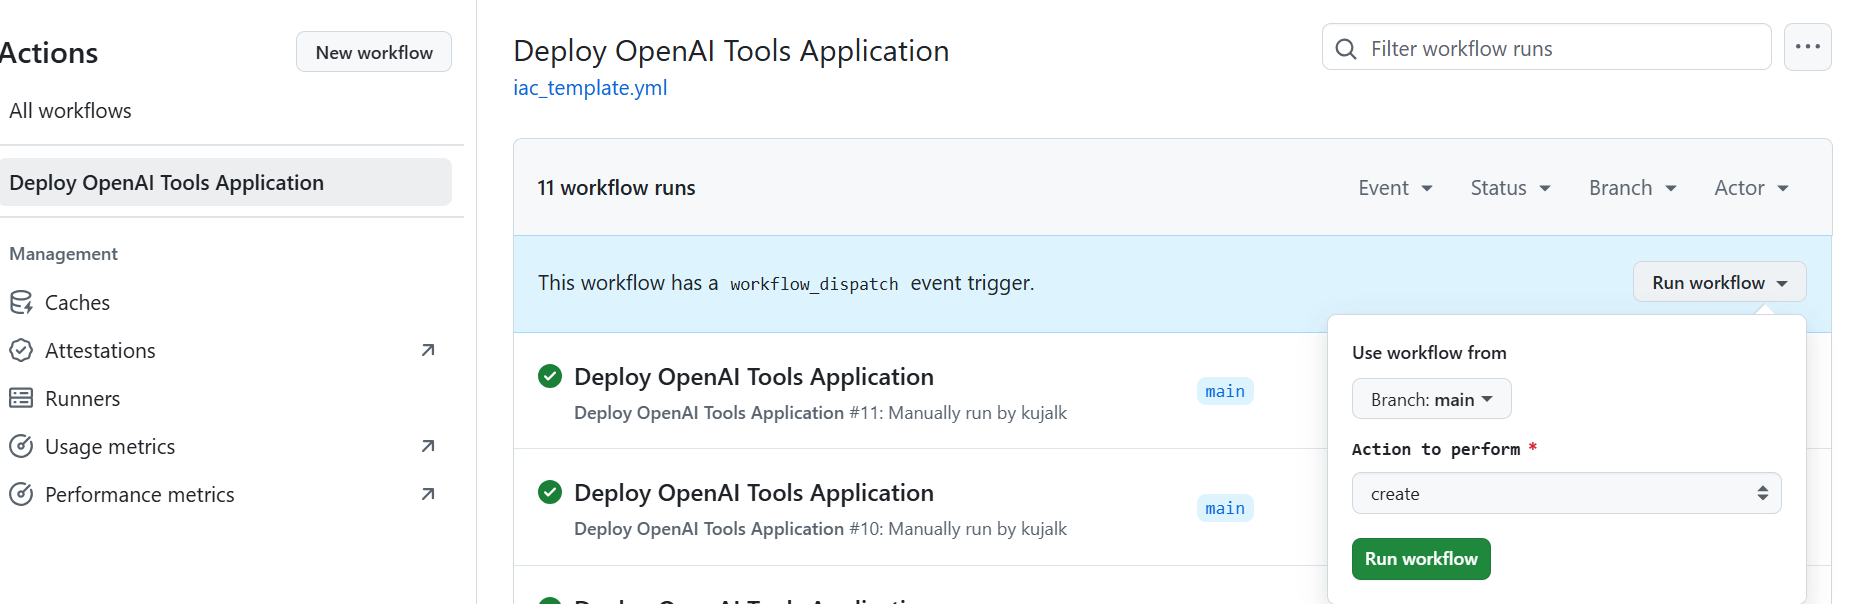 Actions
New workflow
All workflows
Deploy OpenAI Tools Application
Management
Caches
Attestations
Runners
Usage metrics
Performance metrics
Deploy OpenAI Tools Application
iac_template.yml
Filter workflow runs
11 workflow runs
Event
Status
Branch
Actor
This workflow has a workflow_dispatch event trigger.
Run workflow
Deploy OpenAI Tools Application
Deploy OpenAI Tools Application #11: Manually run by kujalk
main
Deploy OpenAI Tools Application
Deploy OpenAI Tools Application #10: Manually run by kujalk
main
Use workflow from
Branch: main
Action to perform *
create
Run workflow